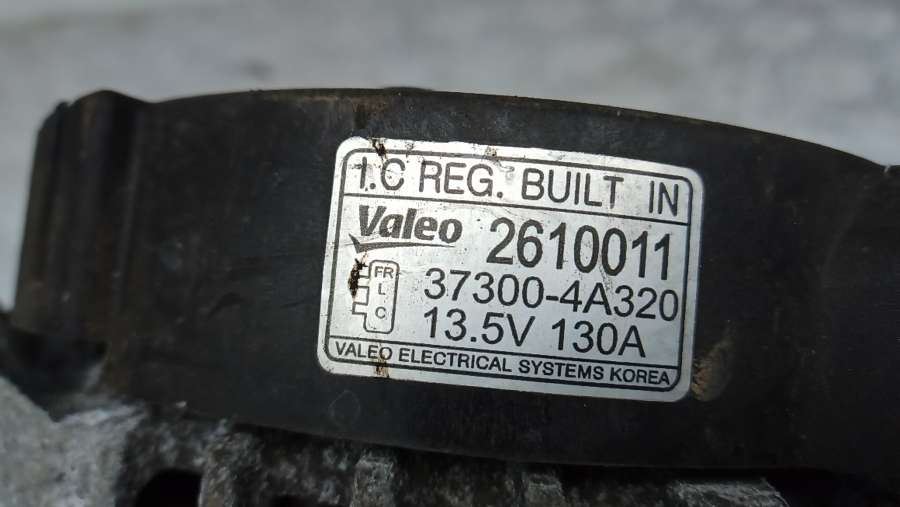 I.C REG. BUILT IN
Valeo 2610011
FR
L
C
37300-4A320
13.5V 130A
VALEO ELECTRICAL SYSTEMS KOREA